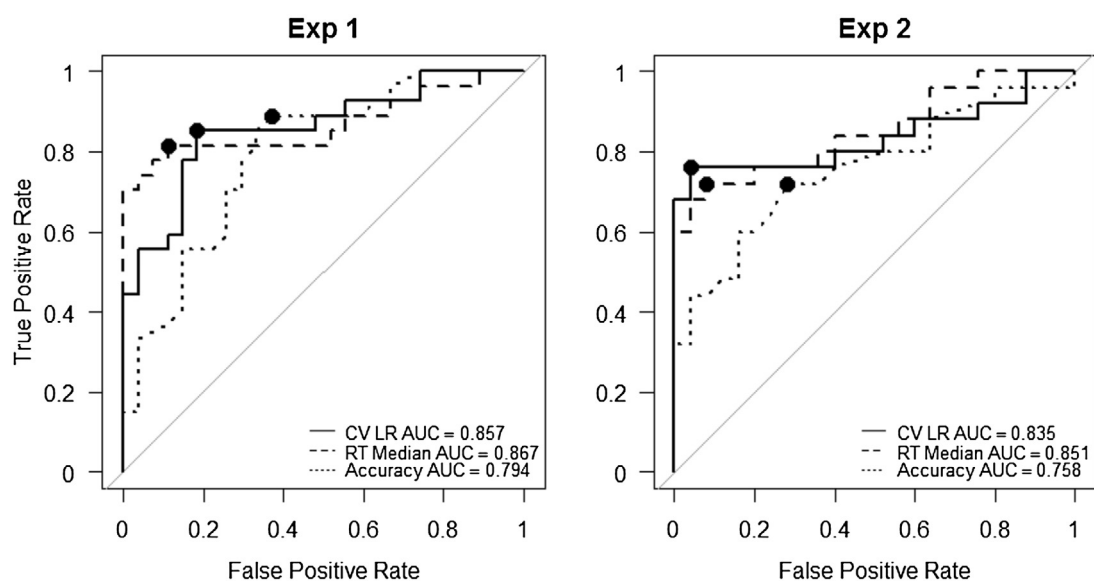 Exp 1
1
0.8
0.6
0.4
0.2
0
True Positive Rate
CV LR AUC = 0.857
RT Median AUC = 0.867
Accuracy AUC = 0.794
0 0.2 0.4 0.6 0.8 1
False Positive Rate
Exp 2
1
0.8
0.6
0.4
0.2
0
CV LR AUC = 0.835
RT Median AUC = 0.851
Accuracy AUC = 0.758
0 0.2 0.4 0.6 0.8 1
False Positive Rate